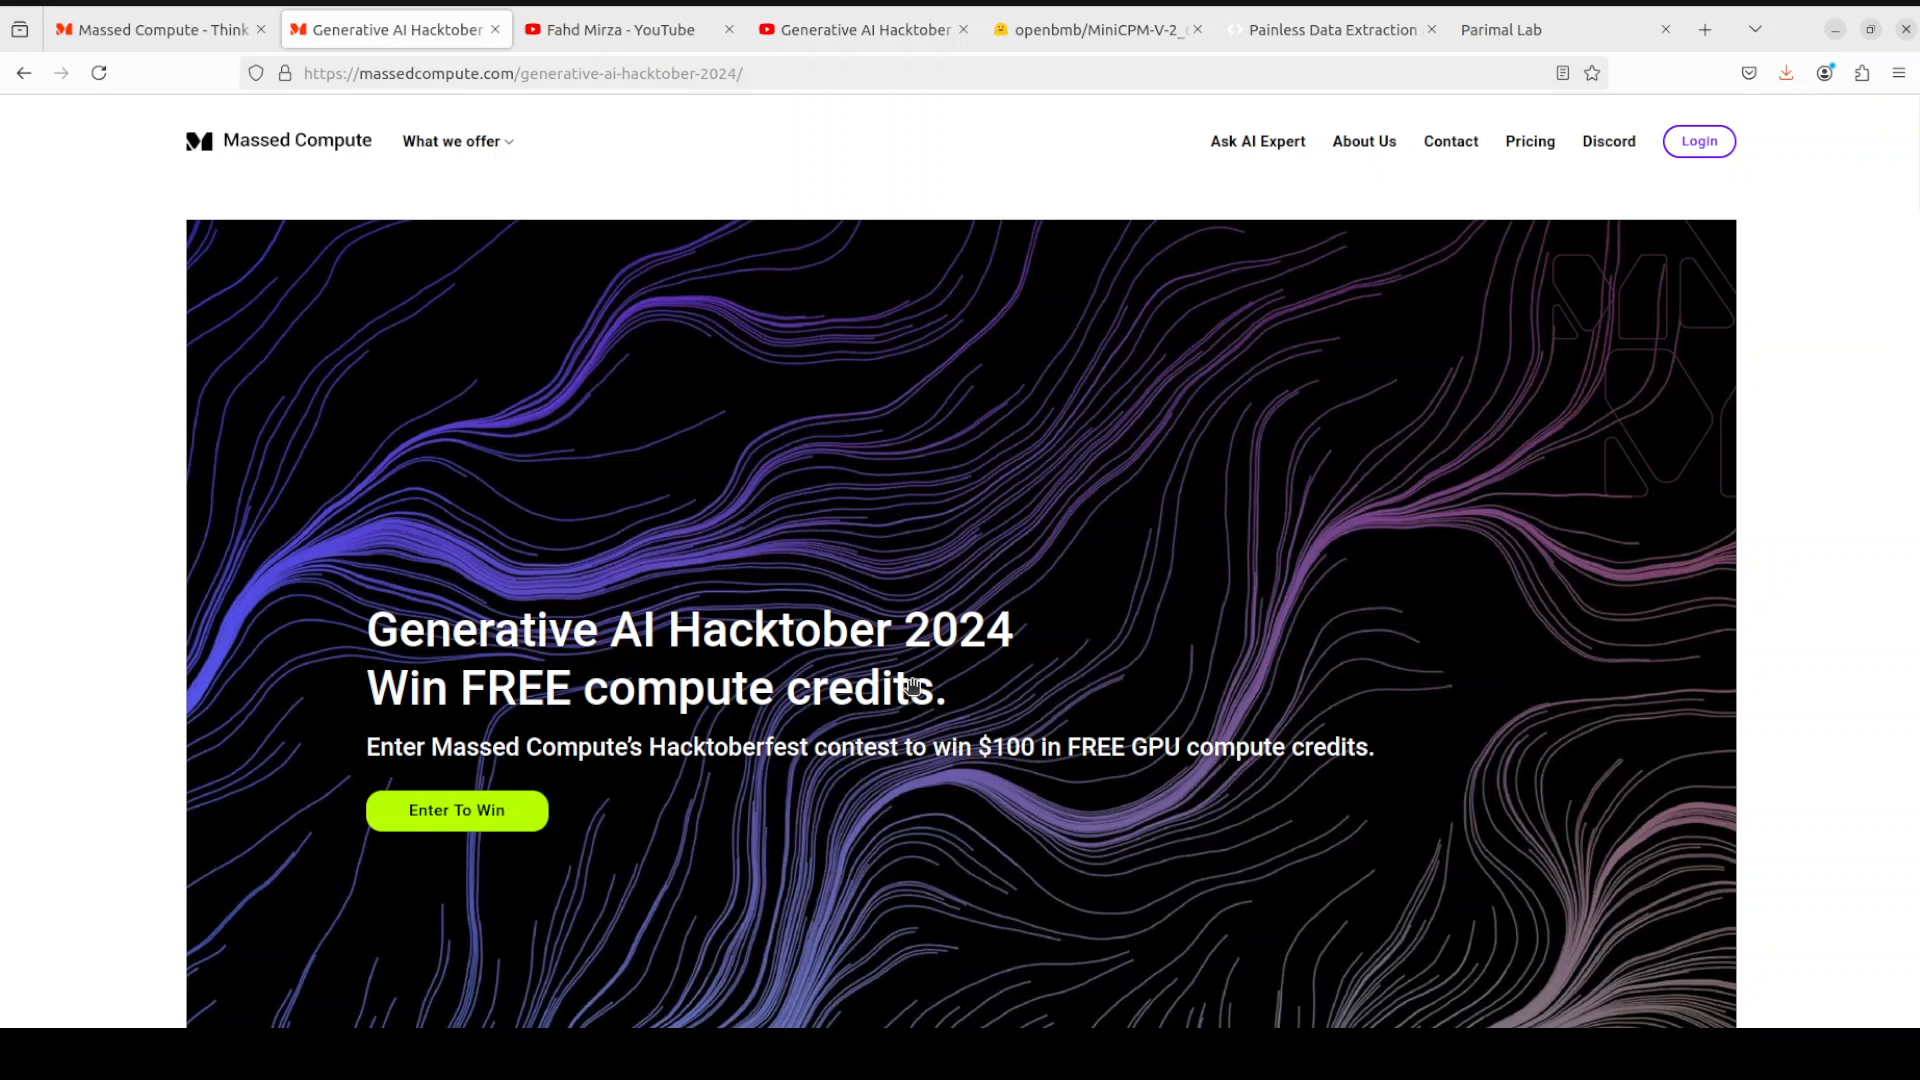 Massed Compute - Think
Generative AI Hacktober
Fahd Mirza - YouTube
Generative AI Hacktober
openbmb/MiniCPM-V-2_
Painless Data Extraction
Parimal Lab
https://massedcompute.com/generative-ai-hacktober-2024/
Massed Compute
What we offer
Ask AI Expert
About Us
Contact
Pricing
Discord
Login
Generative AI Hacktober 2024
Win FREE compute credits.
Enter Massed Compute’s Hacktoberfest contest to win $100 in FREE GPU compute credits.
Enter To Win